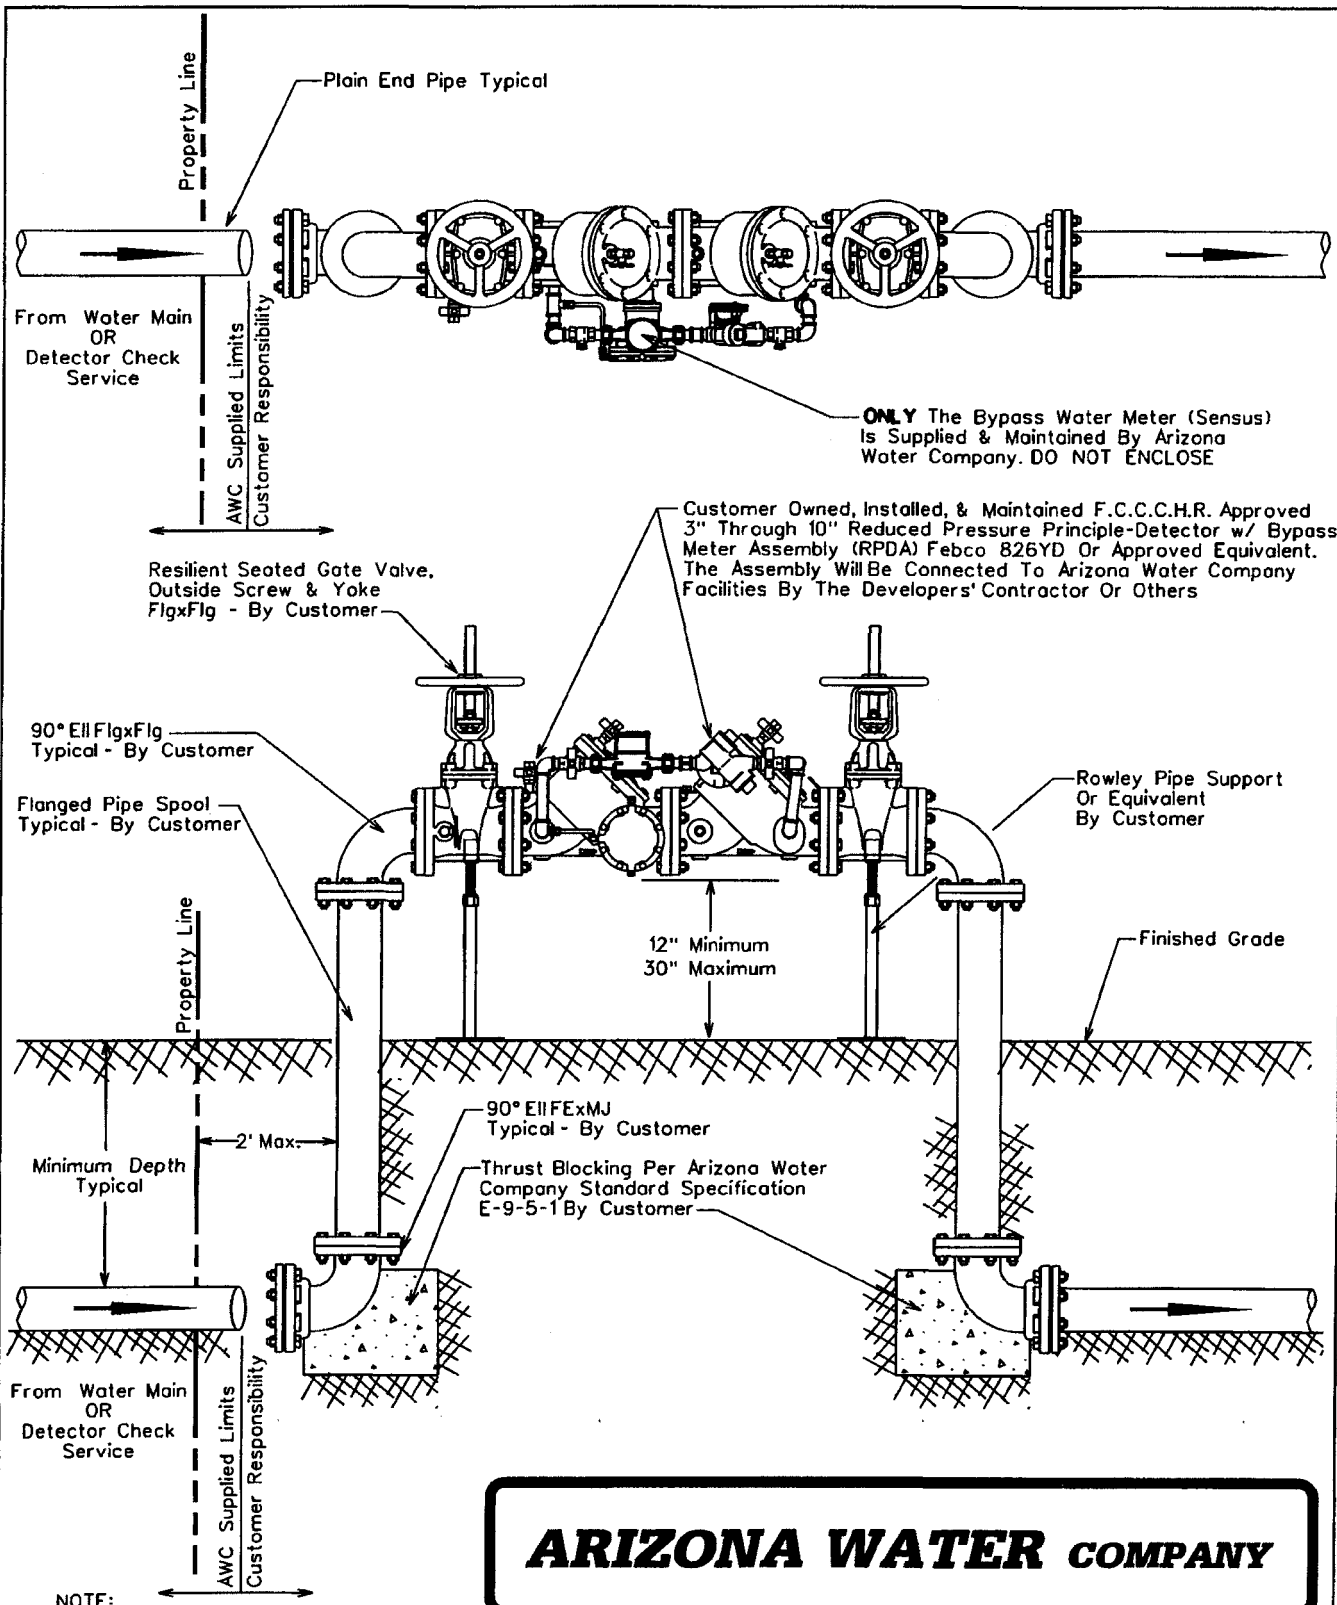 Property Line
Plain End Pipe Typical
From Water Main
OR
Detector Check
Service
AWC Supplied Limits
Customer Responsibility
ONLY The Bypass Water Meter (Sensus)
Is Supplied & Maintained By Arizona
Water Company. DO NOT ENCLOSE
Customer Owned, Installed, & Maintained F.C.C.C.H.R. Approved
3" Through 10" Reduced Pressure Principle-Detector w/ Bypass
Meter Assembly (RPDA) Febco 826YD Or Approved Equivalent.
The Assembly Will Be Connected To Arizona Water Company
Facilities By The Developers' Contractor Or Others
Resilient Seated Gate Valve,
Outside Screw & Yoke
FlgxFlg - By Customer
90° Ell FlgxFlg
Typical - By Customer
Flanged Pipe Spool
Typical - By Customer
Rowley Pipe Support
Or Equivalent
By Customer
12" Minimum
30" Maximum
Finished Grade
Property Line
2' Max.
Minimum Depth
Typical
90° Ell FExMJ
Typical - By Customer
Thrust Blocking Per Arizona Water
Company Standard Specification
E-9-5-1 By Customer
From Water Main
OR
Detector Check
Service
AWC Supplied Limits
Customer Responsibility
NOTE:
ARIZONA WATER COMPANY